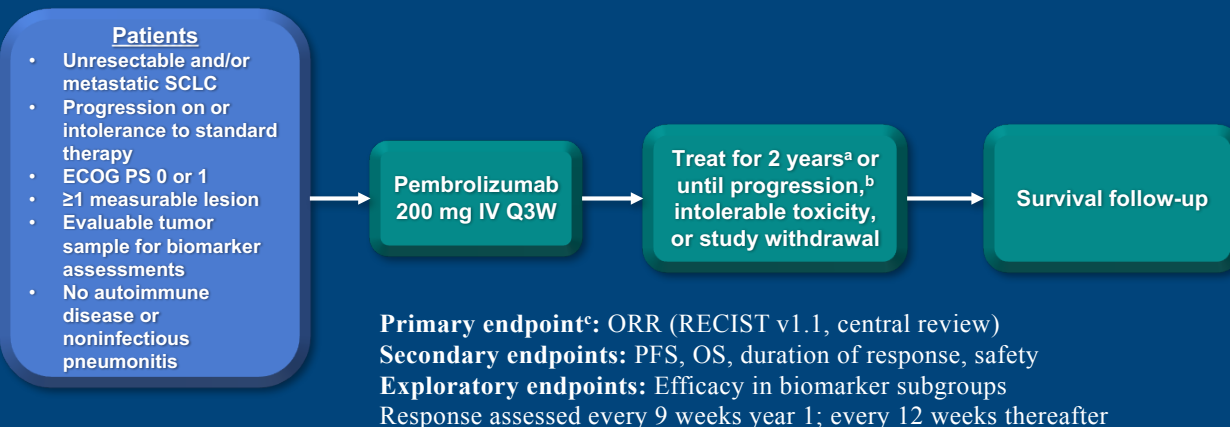 Patients
• Unresectable and/or
metastatic SCLC
• Progression on or
intolerance to standard
therapy
• ECOG PS 0 or 1
• ≥1 measurable lesion
• Evaluable tumor
sample for biomarker
assessments
• No autoimmune
disease or
noninfectious
pneumonitis
Pembrolizumab
200 mg IV Q3W
Treat for 2 yearsᵃ or
until progression,ᵇ
intolerable toxicity,
or study withdrawal
Survival follow-up
Primary endpointᶜ: ORR (RECIST v1.1, central review)
Secondary endpoints: PFS, OS, duration of response, safety
Exploratory endpoints: Efficacy in biomarker subgroups
Response assessed every 9 weeks year 1; every 12 weeks thereafter